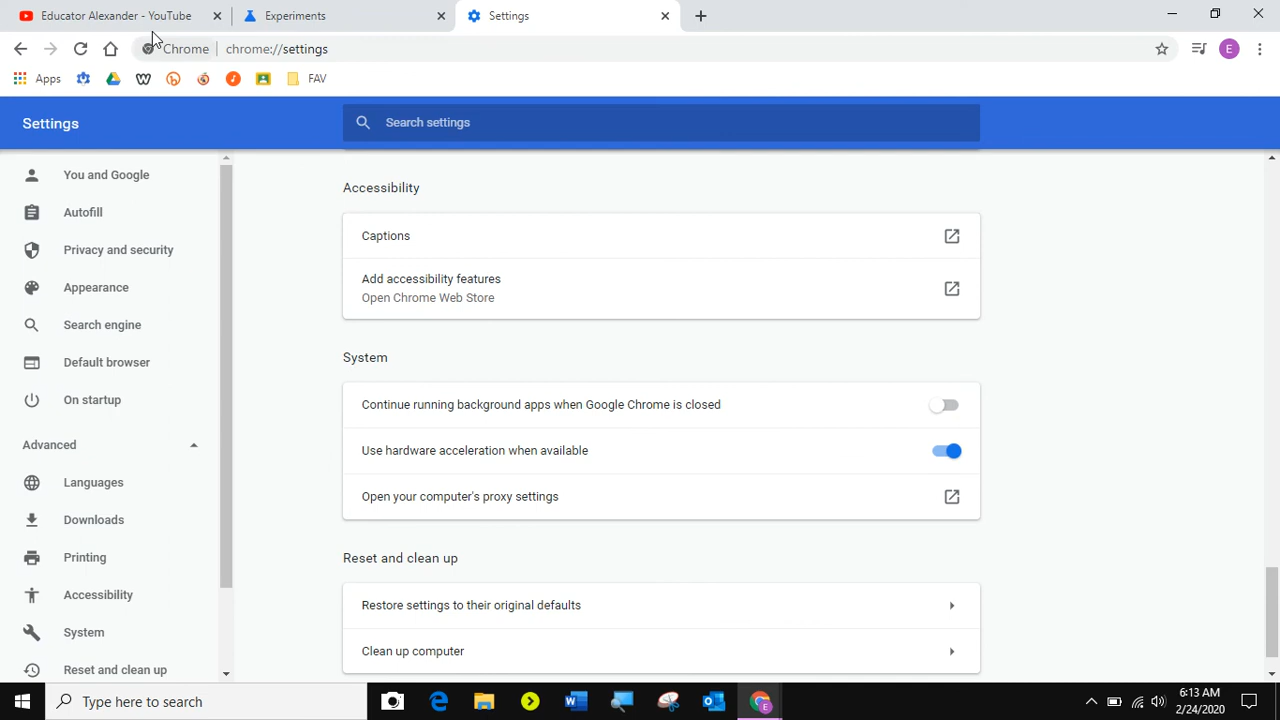 Educator Alexander - YouTube
Experiments
Settings
Chrome
chrome://settings
E
Apps
FAV
Settings
Search settings
You and Google
Autofill
Privacy and security
Appearance
Search engine
Default browser
On startup
Advanced
Languages
Downloads
Printing
Accessibility
System
Reset and clean up
Accessibility
Captions
Add accessibility features
Open Chrome Web Store
System
Continue running background apps when Google Chrome is closed
Use hardware acceleration when available
Open your computer's proxy settings
Reset and clean up
Restore settings to their original defaults
Clean up computer
Type here to search
6:13 AM
2/24/2020